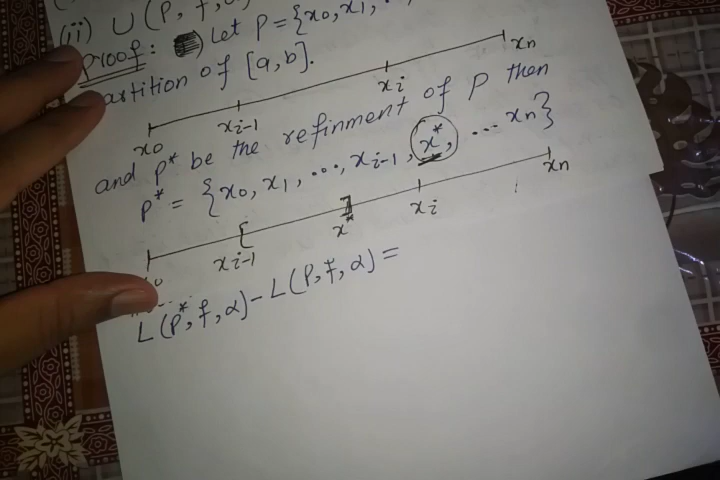 (ii) U(P, f, α)
proof: Let P = {x0, x1, ..
artition of [a, b].
x0 xi-1 xi xn
and P* be the refinment of P then
P* = {x0, x1, ..., xi-1, x*, ... xn}
xi-1 x* xi xn
L(P*, f, α) - L(P, f, α) =